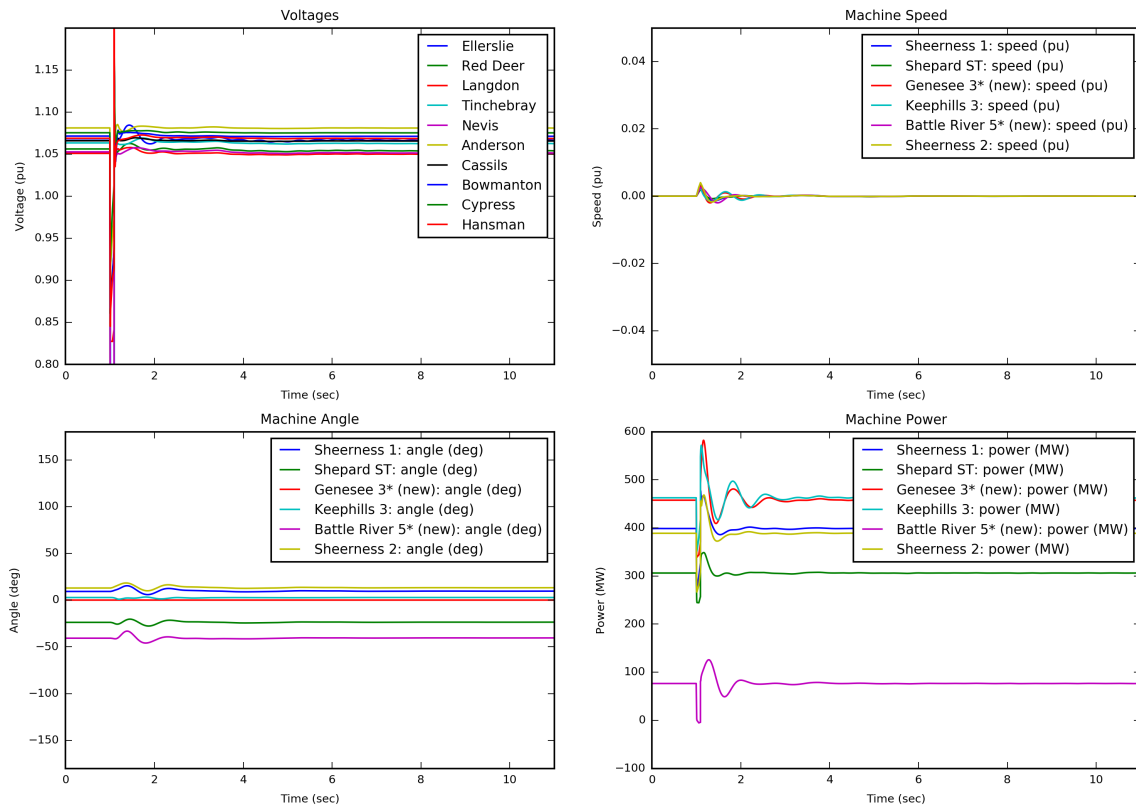 Voltages
1.15
1.10
1.05
1.00
0.95
0.90
0.85
0.80
Voltage (pu)
0
2
4
6
8
10
Time (sec)
Ellerslie
Red Deer
Langdon
Tinchebray
Nevis
Anderson
Cassils
Bowmanton
Cypress
Hansman
Machine Speed
0.04
0.02
0.00
−0.02
−0.04
Speed (pu)
0
2
4
6
8
10
Time (sec)
Sheerness 1: speed (pu)
Shepard ST: speed (pu)
Genesee 3* (new): speed (pu)
Keephills 3: speed (pu)
Battle River 5* (new): speed (pu)
Sheerness 2: speed (pu)
Machine Angle
150
100
50
0
−50
−100
−150
Angle (deg)
0
2
4
6
8
10
Time (sec)
Sheerness 1: angle (deg)
Shepard ST: angle (deg)
Genesee 3* (new): angle (deg)
Keephills 3: angle (deg)
Battle River 5* (new): angle (deg)
Sheerness 2: angle (deg)
Machine Power
600
500
400
300
200
100
0
−100
Power (MW)
0
2
4
6
8
10
Time (sec)
Sheerness 1: power (MW)
Shepard ST: power (MW)
Genesee 3* (new): power (MW)
Keephills 3: power (MW)
Battle River 5* (new): power (MW)
Sheerness 2: power (MW)